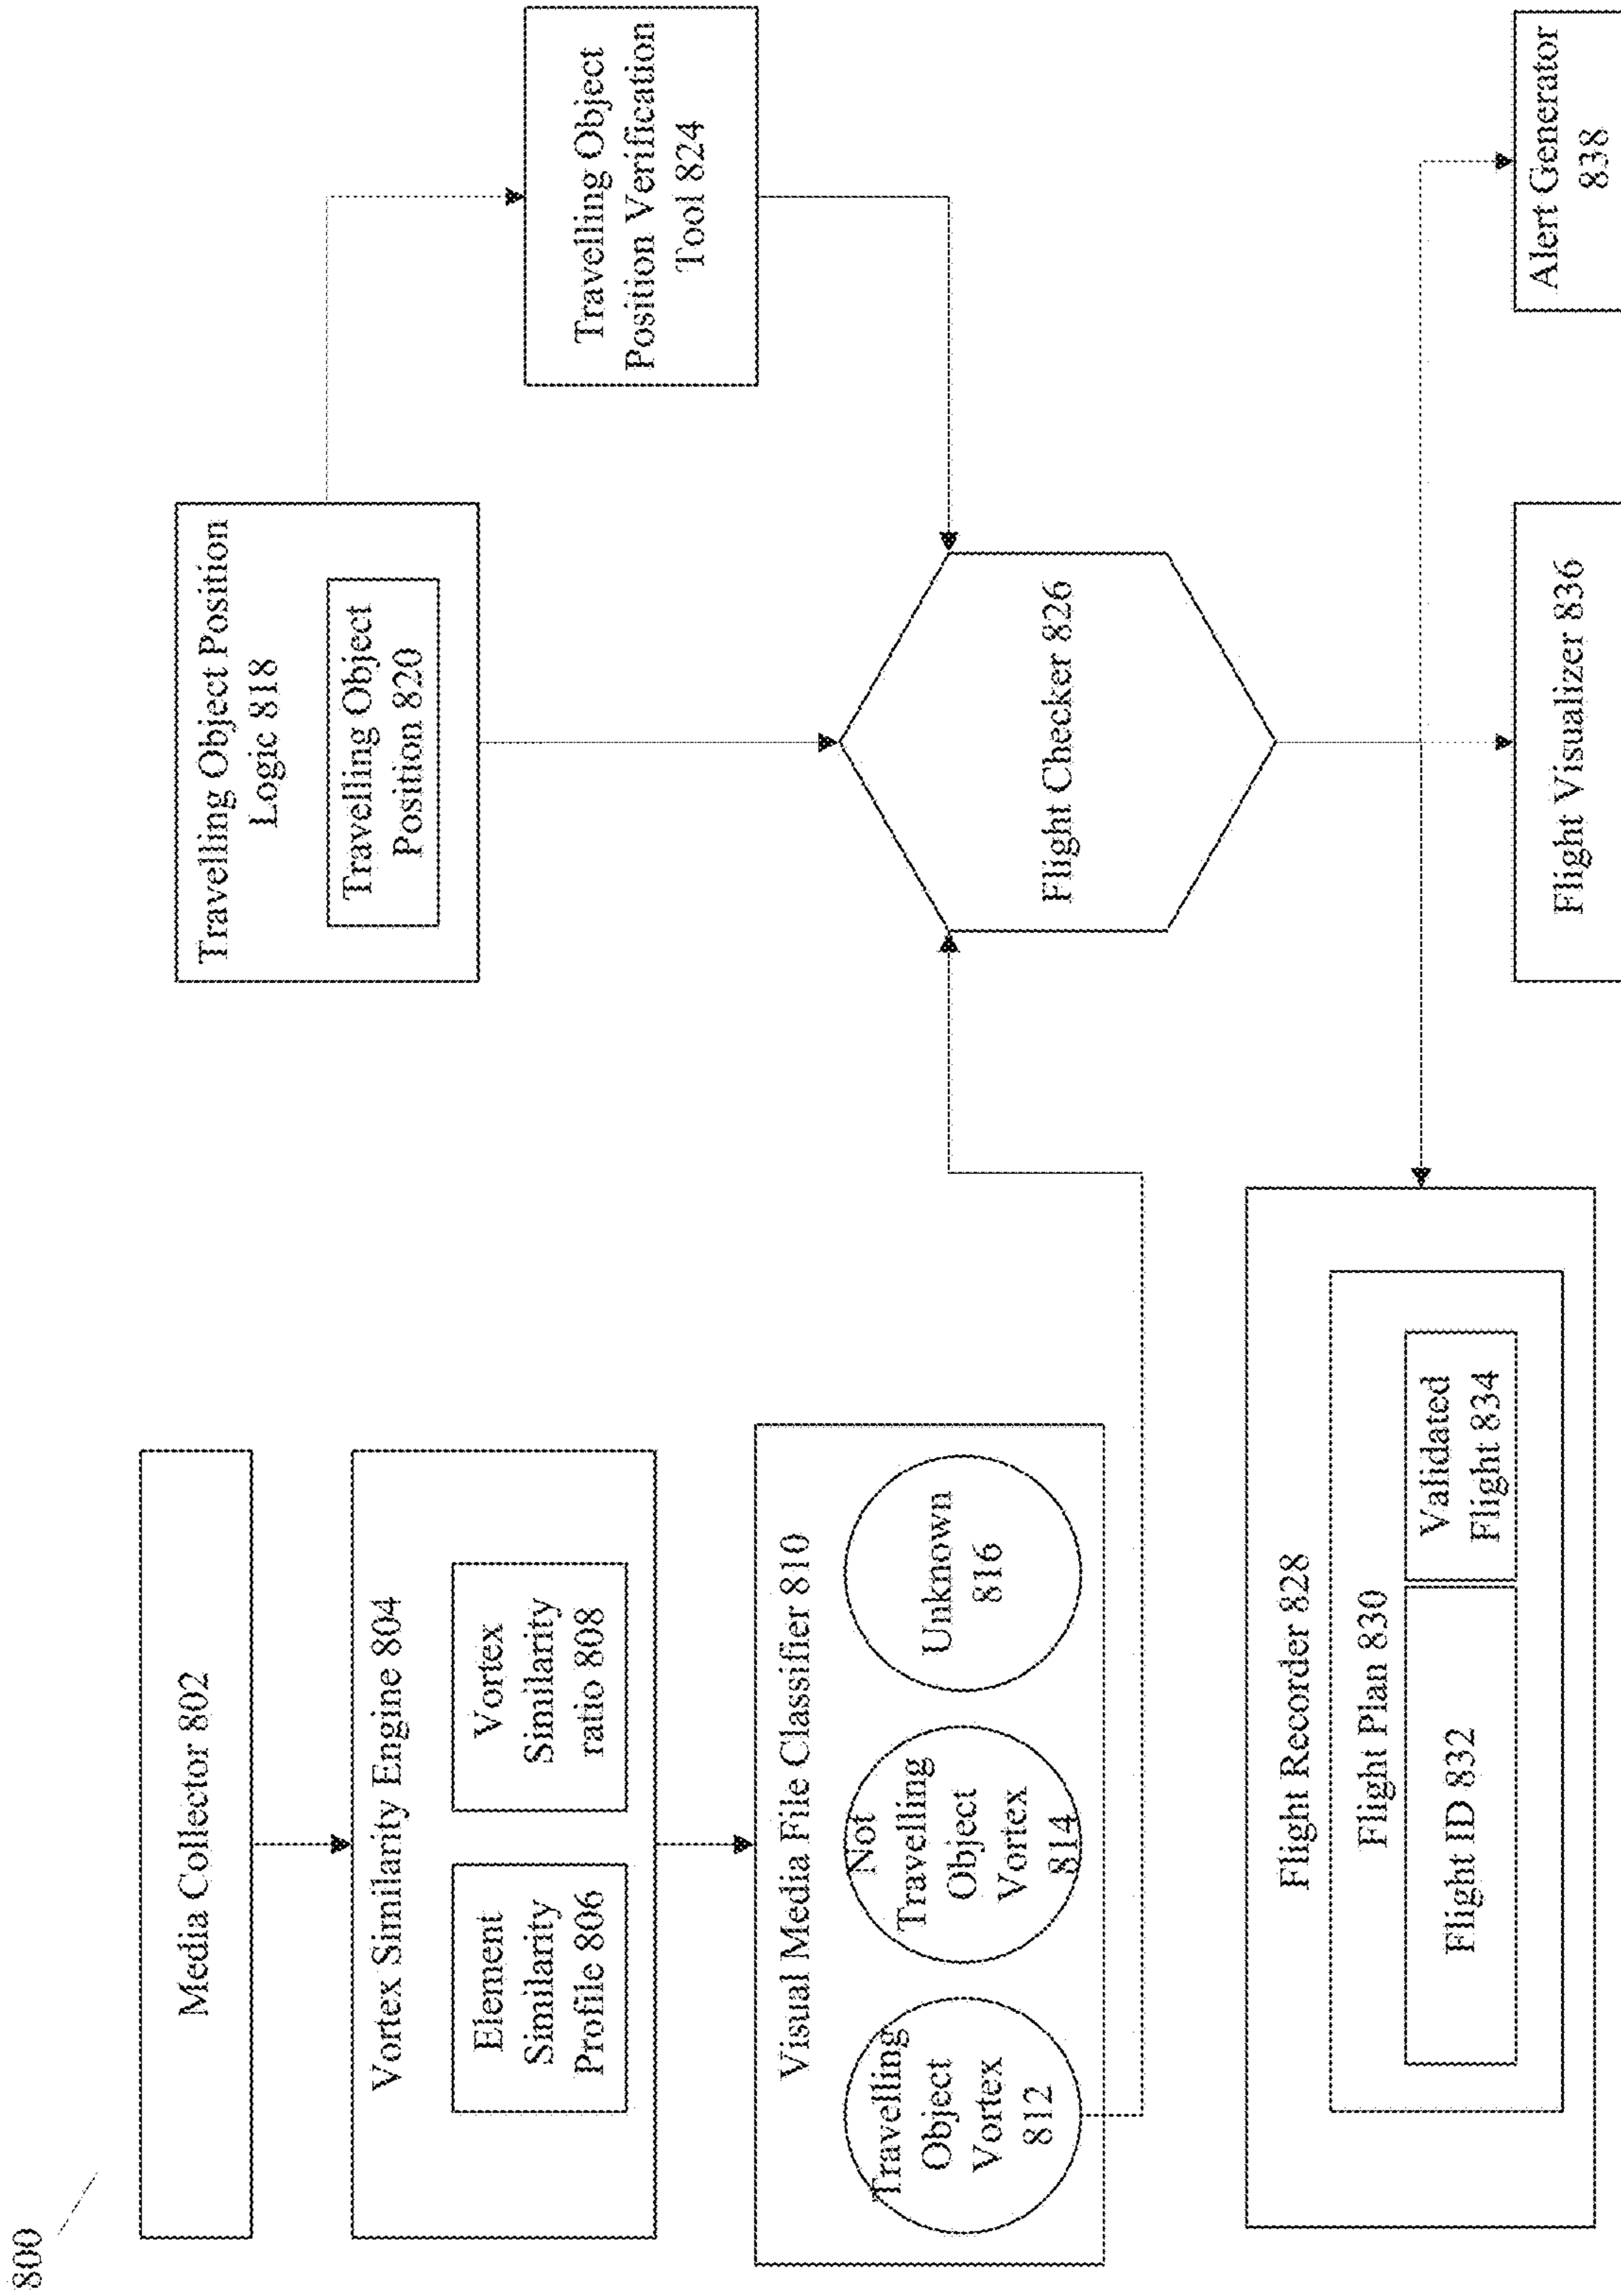 800
Media Collector 802
Vortex Similarity Engine 804
Element
Similarity
Profile 806
Vortex
Similarity
ratio 808
Visual Media File Classifier 810
Travelling
Object
Vortex
812
Not
Travelling
Object
Vortex
814
Unknown
816
Travelling Object Position
Logic 818
Travelling Object
Position 820
Travelling Object
Position Verification
Tool 824
Flight Checker 826
Flight Recorder 828
Flight Plan 830
Flight ID 832
Validated
Flight 834
Flight Visualizer 836
Alert Generator
838